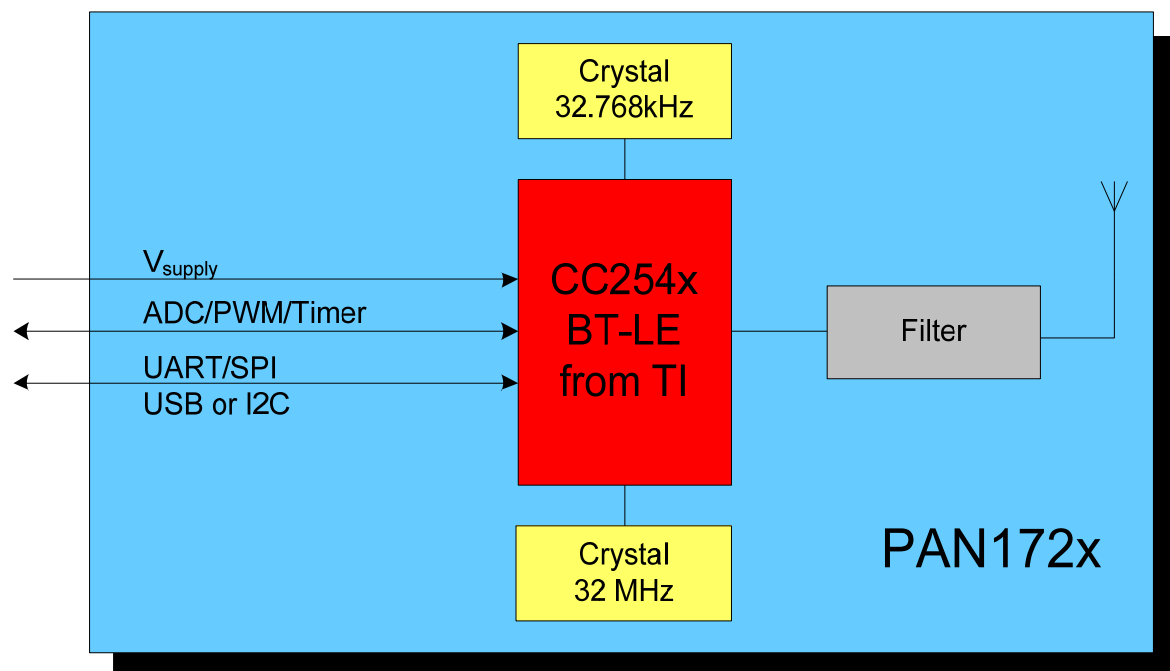 Crystal
32.768kHz
Vsupply
ADC/PWM/Timer
UART/SPI
USB or I2C
CC254x
BT-LE
from TI
Filter
Crystal
32 MHz
PAN172x